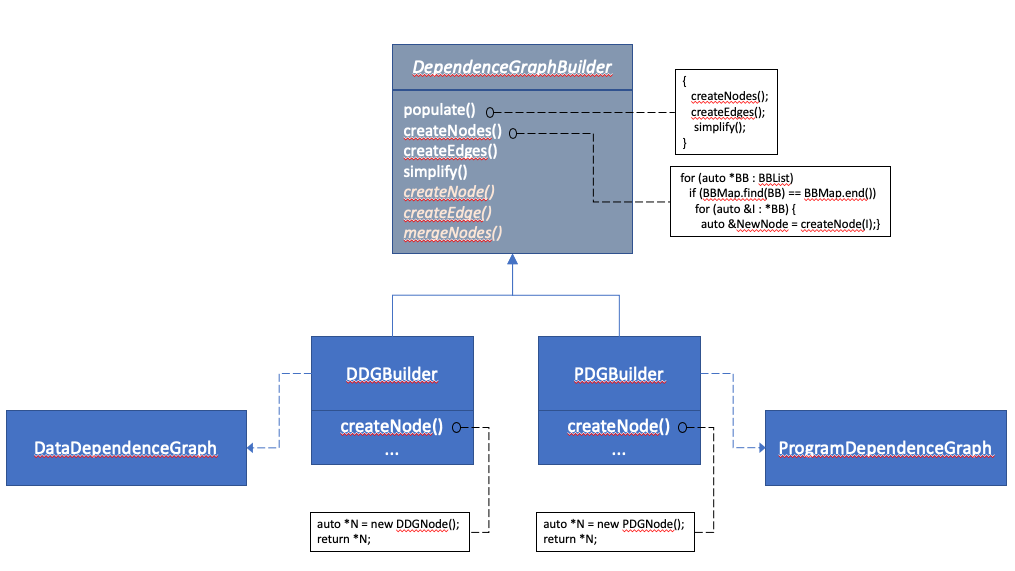 DependenceGraphBuilder
populate()
createNodes()
createEdges()
simplify()
createNode()
createEdge()
mergeNodes()
{
createNodes();
createEdges();
simplify();
}
for (auto *BB : BBList)
if (BBMap.find(BB) == BBMap.end())
for (auto &I : *BB) {
auto &NewNode = createNode(I);}
DDGBuilder
createNode()
...
PDGBuilder
createNode()
...
DataDependenceGraph
ProgramDependenceGraph
auto *N = new DDGNode();
return *N;
auto *N = new PDGNode();
return *N;